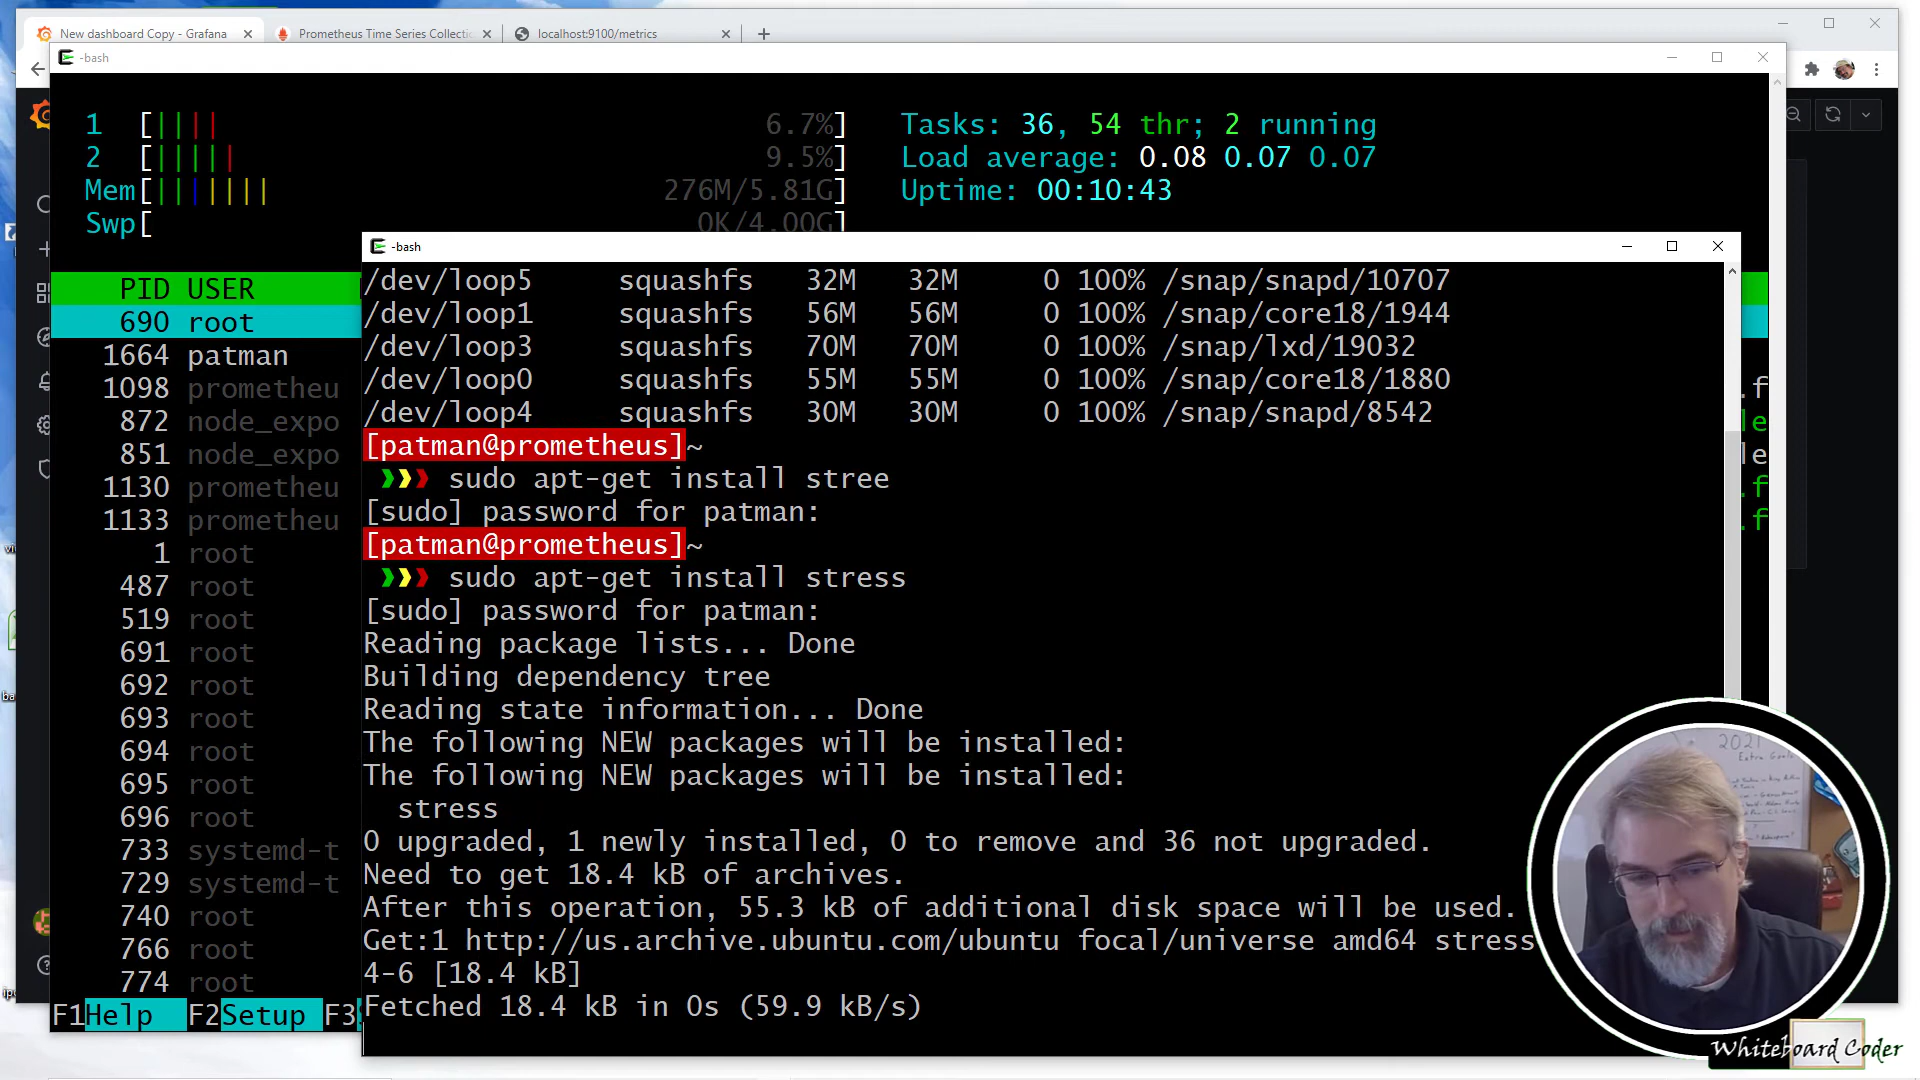 New dashboard Copy - Grafana
Prometheus Time Series Collectio
localhost:9100/metrics
-bash
1 [|||| 6.7%]
2 [||||| 9.5%]
Mem[||||||| 276M/5.81G]
Swp[ 0K/4.00G]
Tasks: 36, 54 thr; 2 running
Load average: 0.08 0.07 0.07
Uptime: 00:10:43
PID USER
690 root
1664 patman
1098 prometheu
872 node_expo
851 node_expo
1130 prometheu
1133 prometheu
1 root
487 root
519 root
691 root
692 root
693 root
694 root
695 root
696 root
733 systemd-t
729 systemd-t
740 root
766 root
774 root
F1Help F2Setup F3
-bash
/dev/loop5 squashfs 32M 32M 0 100% /snap/snapd/10707
/dev/loop1 squashfs 56M 56M 0 100% /snap/core18/1944
/dev/loop3 squashfs 70M 70M 0 100% /snap/lxd/19032
/dev/loop0 squashfs 55M 55M 0 100% /snap/core18/1880
/dev/loop4 squashfs 30M 30M 0 100% /snap/snapd/8542
[patman@prometheus]~
❯❯❯ sudo apt-get install stree
[sudo] password for patman:
[patman@prometheus]~
❯❯❯ sudo apt-get install stress
[sudo] password for patman:
Reading package lists... Done
Building dependency tree
Reading state information... Done
The following NEW packages will be installed:
The following NEW packages will be installed:
stress
0 upgraded, 1 newly installed, 0 to remove and 36 not upgraded.
Need to get 18.4 kB of archives.
After this operation, 55.3 kB of additional disk space will be used.
Get:1 http://us.archive.ubuntu.com/ubuntu focal/universe amd64 stress
4-6 [18.4 kB]
Fetched 18.4 kB in 0s (59.9 kB/s)
.f
le
le
.f
.f
2021
Extra Goals
Whiteboard Coder